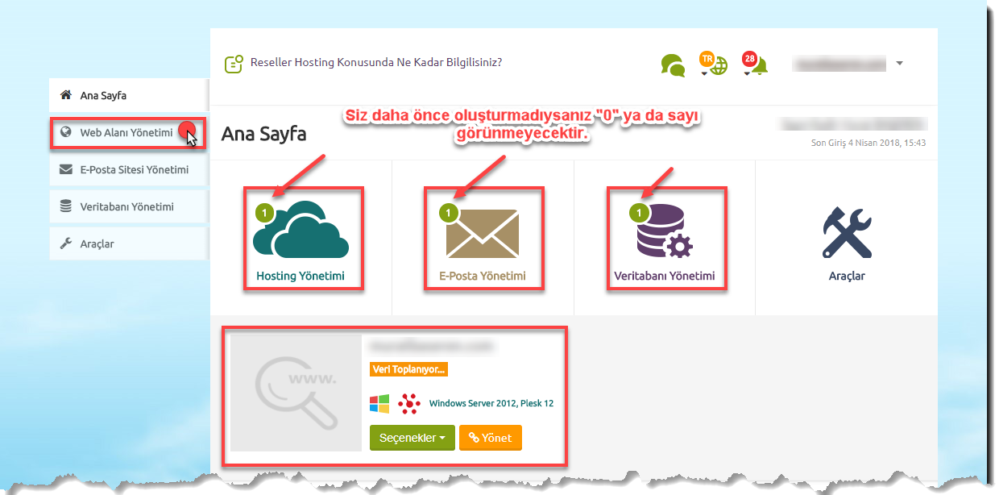 Reseller Hosting Konusunda Ne Kadar Bilgilisiniz?
TR
28
Ana Sayfa
Web Alanı Yönetimi
E-Posta Sitesi Yönetimi
Veritabanı Yönetimi
Araçlar
Siz daha önce oluşturmadıysanız "0" ya da sayı
görünmeyecektir.
Ana Sayfa
Son Giriş 4 Nisan 2018, 15:43
1
Hosting Yönetimi
1
E-Posta Yönetimi
1
Veritabanı Yönetimi
Araçlar
www.
Veri Toplanıyor...
Windows Server 2012, Plesk 12
Seçenekler
Yönet